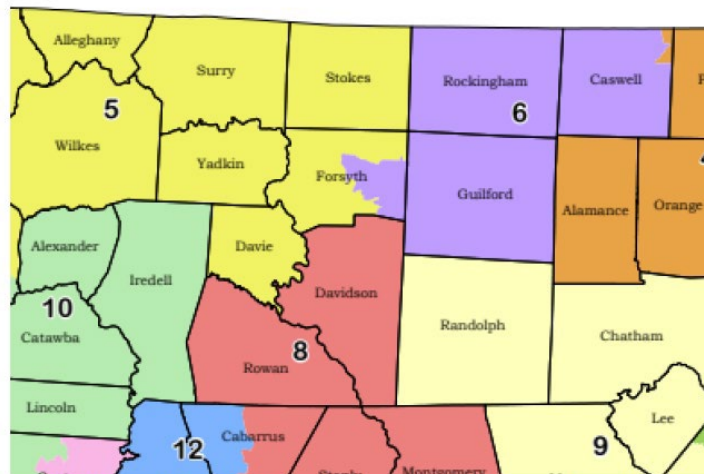 Alleghany
Surry
Stokes
Rockingham
Caswell
5
6
Wilkes
Yadkin
Forsyth
Guilford
Alamance
Orange
Alexander
Davie
Iredell
Davidson
10
Randolph
Chatham
Catawba
8
Rowan
Lincoln
Lee
12
Cabarrus
9
Montgomery